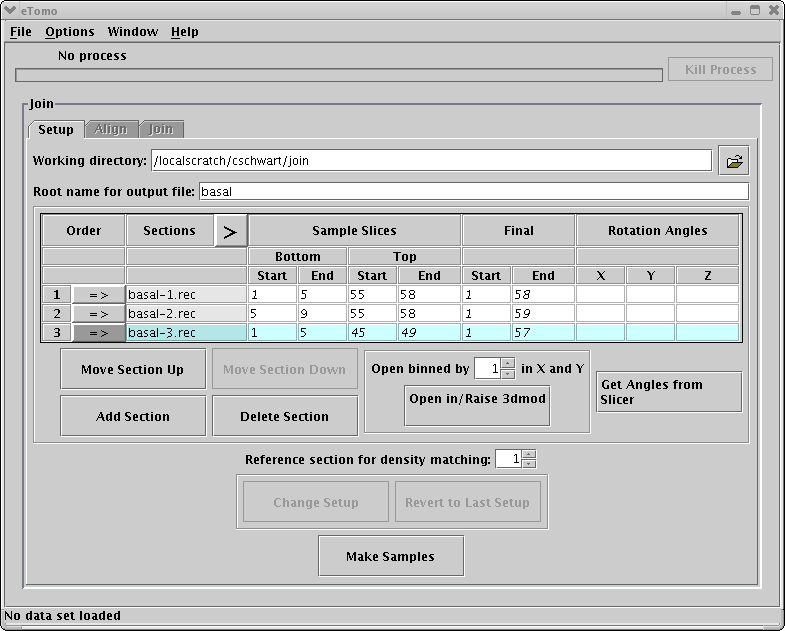 eTomo
File Options Window Help
No process
Kill Process
Join
Setup Align Join
Working directory: /localscratch/cschwart/join
Root name for output file: basal
Order Sections > Sample Slices Final Rotation Angles
Bottom Top
Start End Start End Start End X Y Z
1 => basal-1.rec 1 5 55 58 1 58
2 => basal-2.rec 5 9 55 58 1 59
3 => basal-3.rec 1 5 45 49 1 57
Move Section Up Move Section Down Open binned by 1 in X and Y
Get Angles from
Slicer
Open in/Raise 3dmod
Add Section Delete Section
Reference section for density matching: 1
Change Setup Revert to Last Setup
Make Samples
No data set loaded